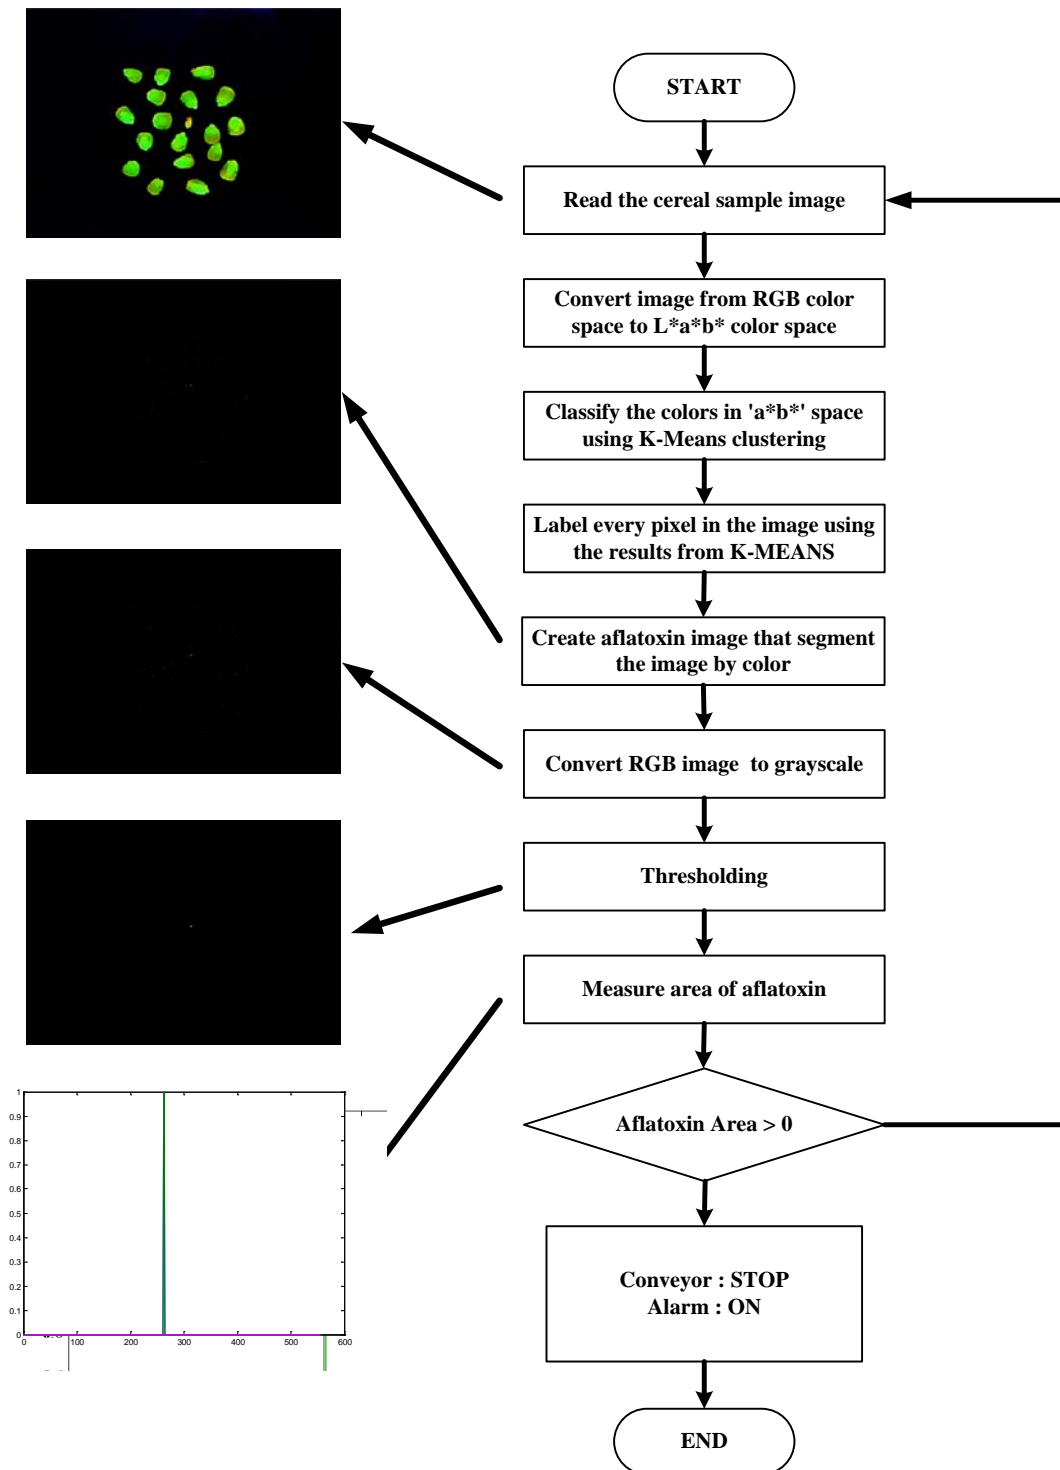 START
Read the cereal sample image
Convert image from RGB color
space to L*a*b* color space
Classify the colors in 'a*b*' space
using K-Means clustering
Label every pixel in the image using
the results from K-MEANS
Create aflatoxin image that segment
the image by color
Convert RGB image to grayscale
Thresholding
Measure area of aflatoxin
Aflatoxin Area > 0
Conveyor : STOP
Alarm : ON
END
1
0.9
0.8
0.7
0.6
0.5
0.4
0.3
0.2
0.1
0
0 100 200 300 400 500 600